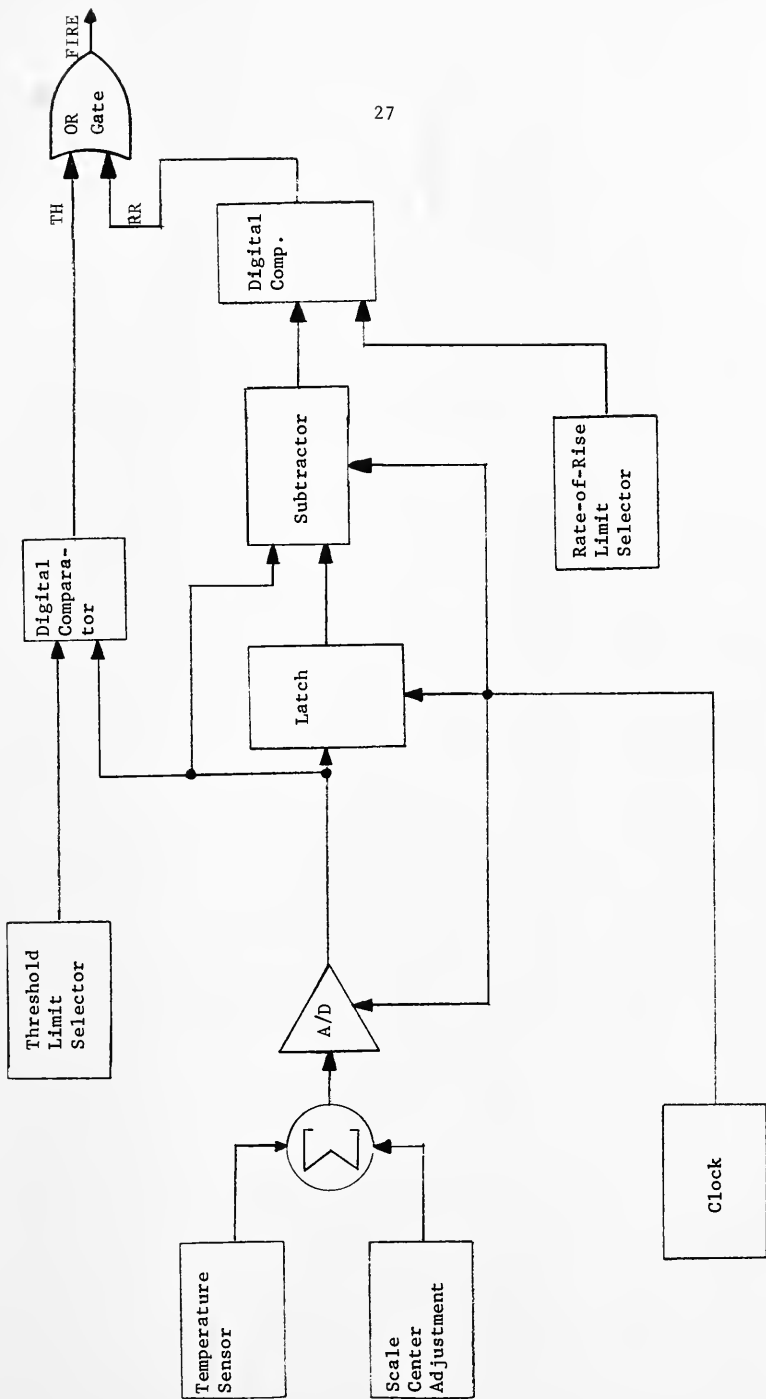 27
Temperature
Sensor
Scale
Center
Adjustment
Σ
A/D
Clock
Threshold
Limit
Selector
Latch
Digital
Compara-
tor
Subtractor
Rate-of-Rise
Limit
Selector
Digital
Comp.
TH
RR
OR
Gate
FIRE